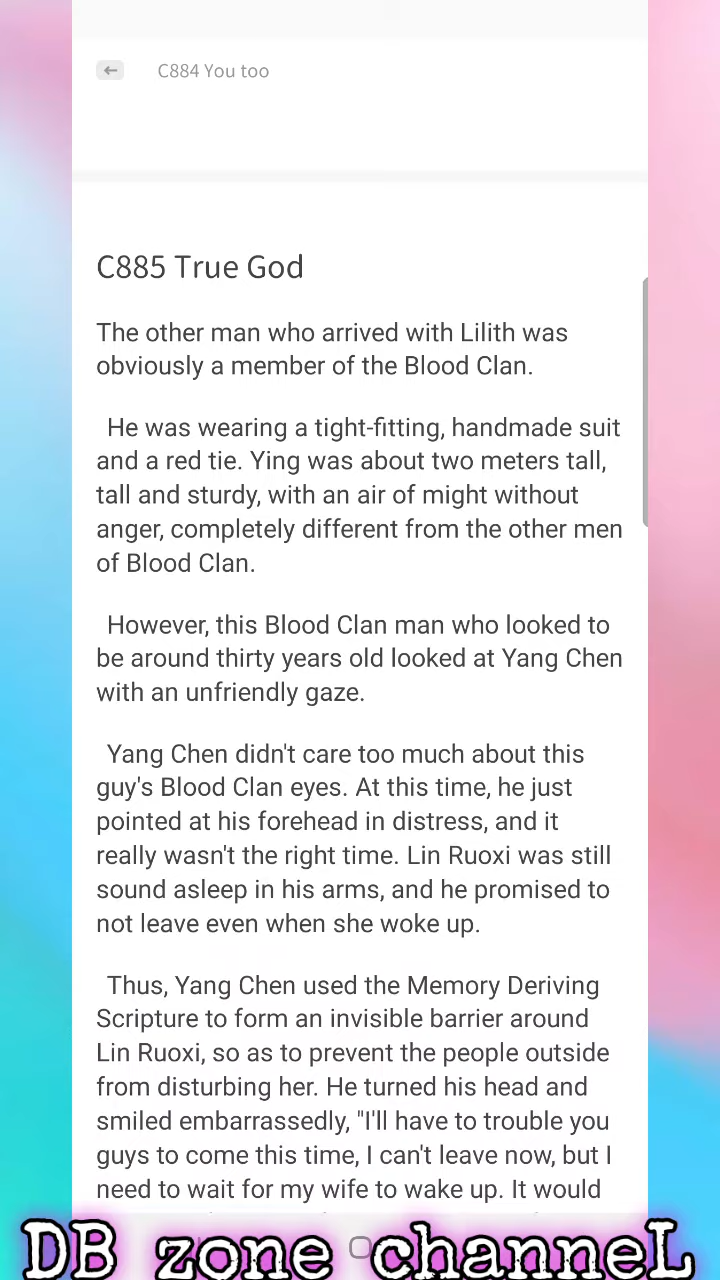 C884 You too
C885 True God
The other man who arrived with Lilith was
obviously a member of the Blood Clan.
He was wearing a tight-fitting, handmade suit
and a red tie. Ying was about two meters tall,
tall and sturdy, with an air of might without
anger, completely different from the other men
of Blood Clan.
However, this Blood Clan man who looked to
be around thirty years old looked at Yang Chen
with an unfriendly gaze.
Yang Chen didn't care too much about this
guy's Blood Clan eyes. At this time, he just
pointed at his forehead in distress, and it
really wasn't the right time. Lin Ruoxi was still
sound asleep in his arms, and he promised to
not leave even when she woke up.
Thus, Yang Chen used the Memory Deriving
Scripture to form an invisible barrier around
Lin Ruoxi, so as to prevent the people outside
from disturbing her. He turned his head and
smiled embarrassedly, "I'll have to trouble you
guys to come this time, I can't leave now, but I
need to wait for my wife to wake up. It would
DB zone channeL